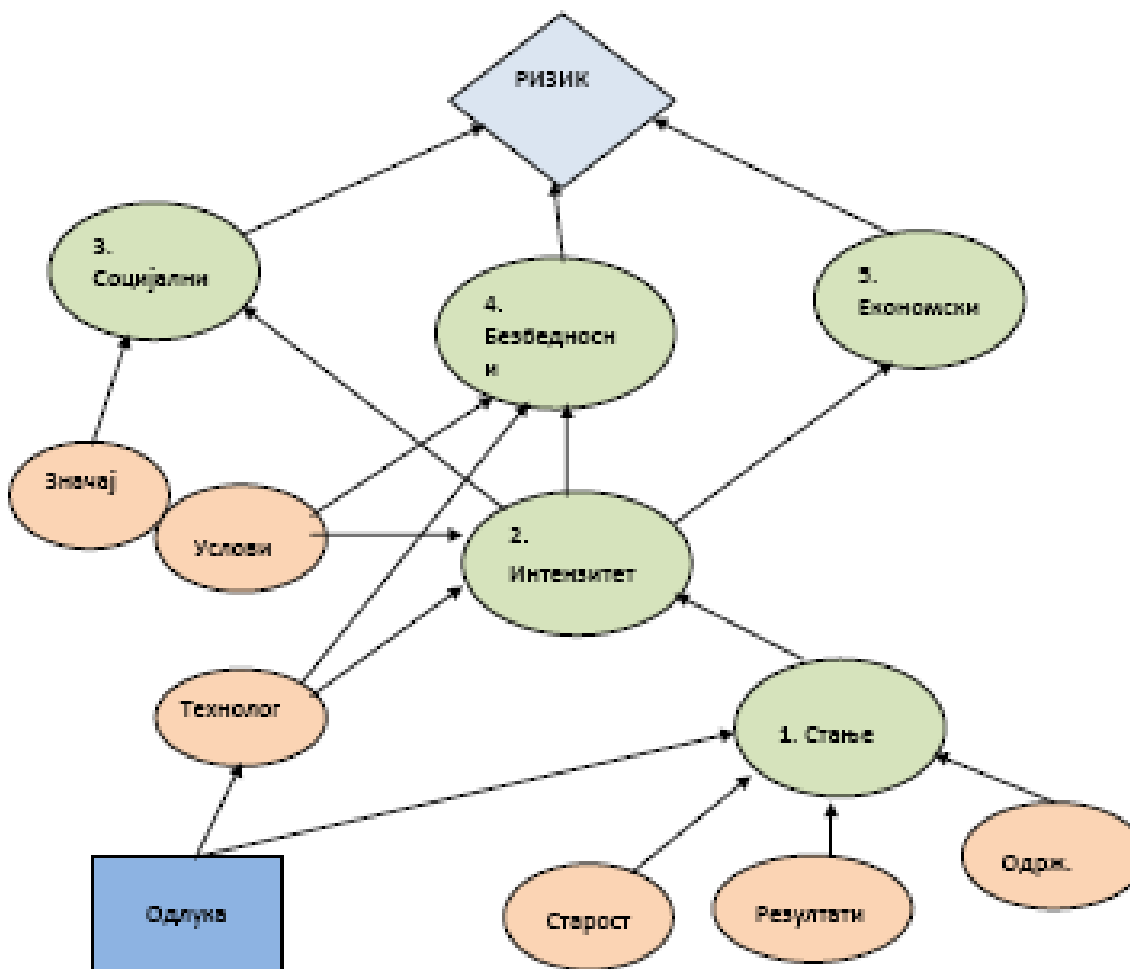 РИЗИК
3.
Социјални
4.
Безбедносн
и
5.
Економски
Значај
Услови
2.
Интензитет
Технолог
1. Стање
Одлука
Старост
Резултати
Одрж.